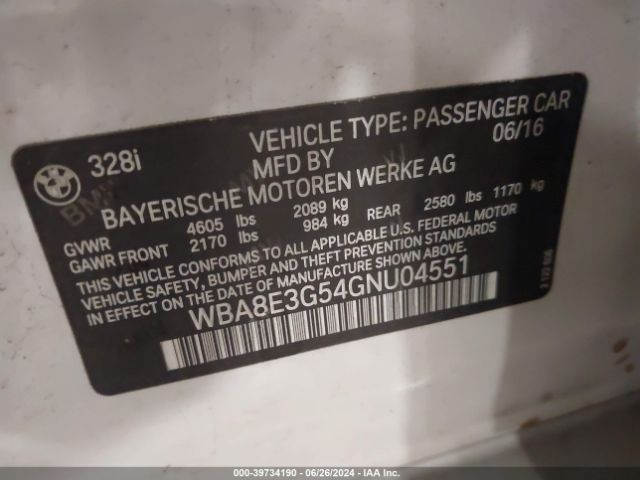 328i
VEHICLE TYPE: PASSENGER CAR
MFD BY 06/16
BAYERISCHE MOTOREN WERKE AG
GVWR 4605 lbs 2089 kg
GAWR FRONT 2170 lbs 984 kg REAR 2580 lbs 1170 kg
THIS VEHICLE CONFORMS TO ALL APPLICABLE U.S. FEDERAL MOTOR
VEHICLE SAFETY, BUMPER AND THEFT PREVENTION STANDARDS
IN EFFECT ON THE DATE OF MANUFACTURE SHOWN ABOVE.
WBA8E3G54GNU04551
000-39734190 - 06/26/2024 - IAA Inc.